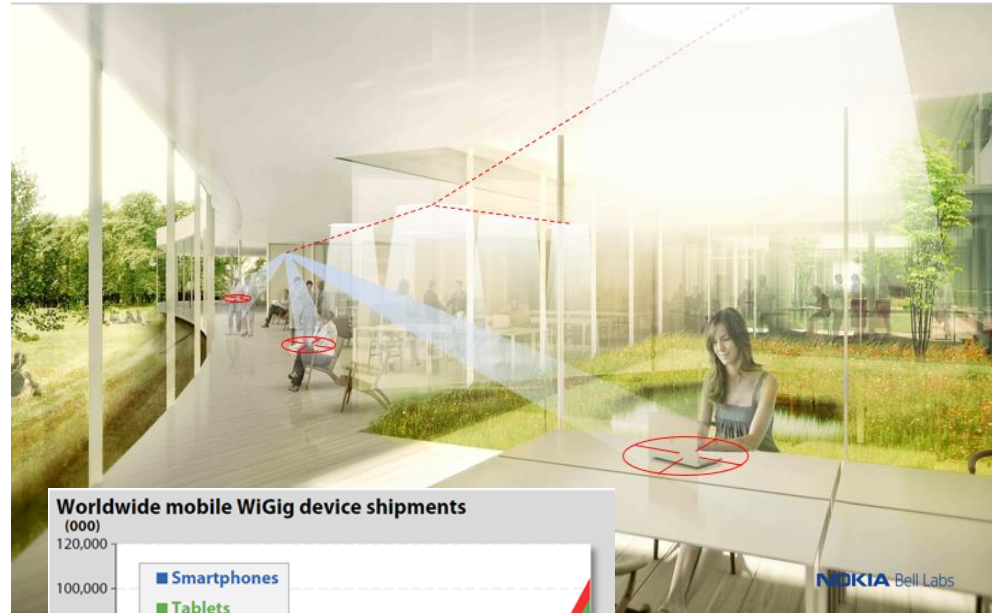 Worldwide mobile WiGig device shipments
(000)
120,000
Smartphones
100,000
Tablets
NOKIA Bell Labs